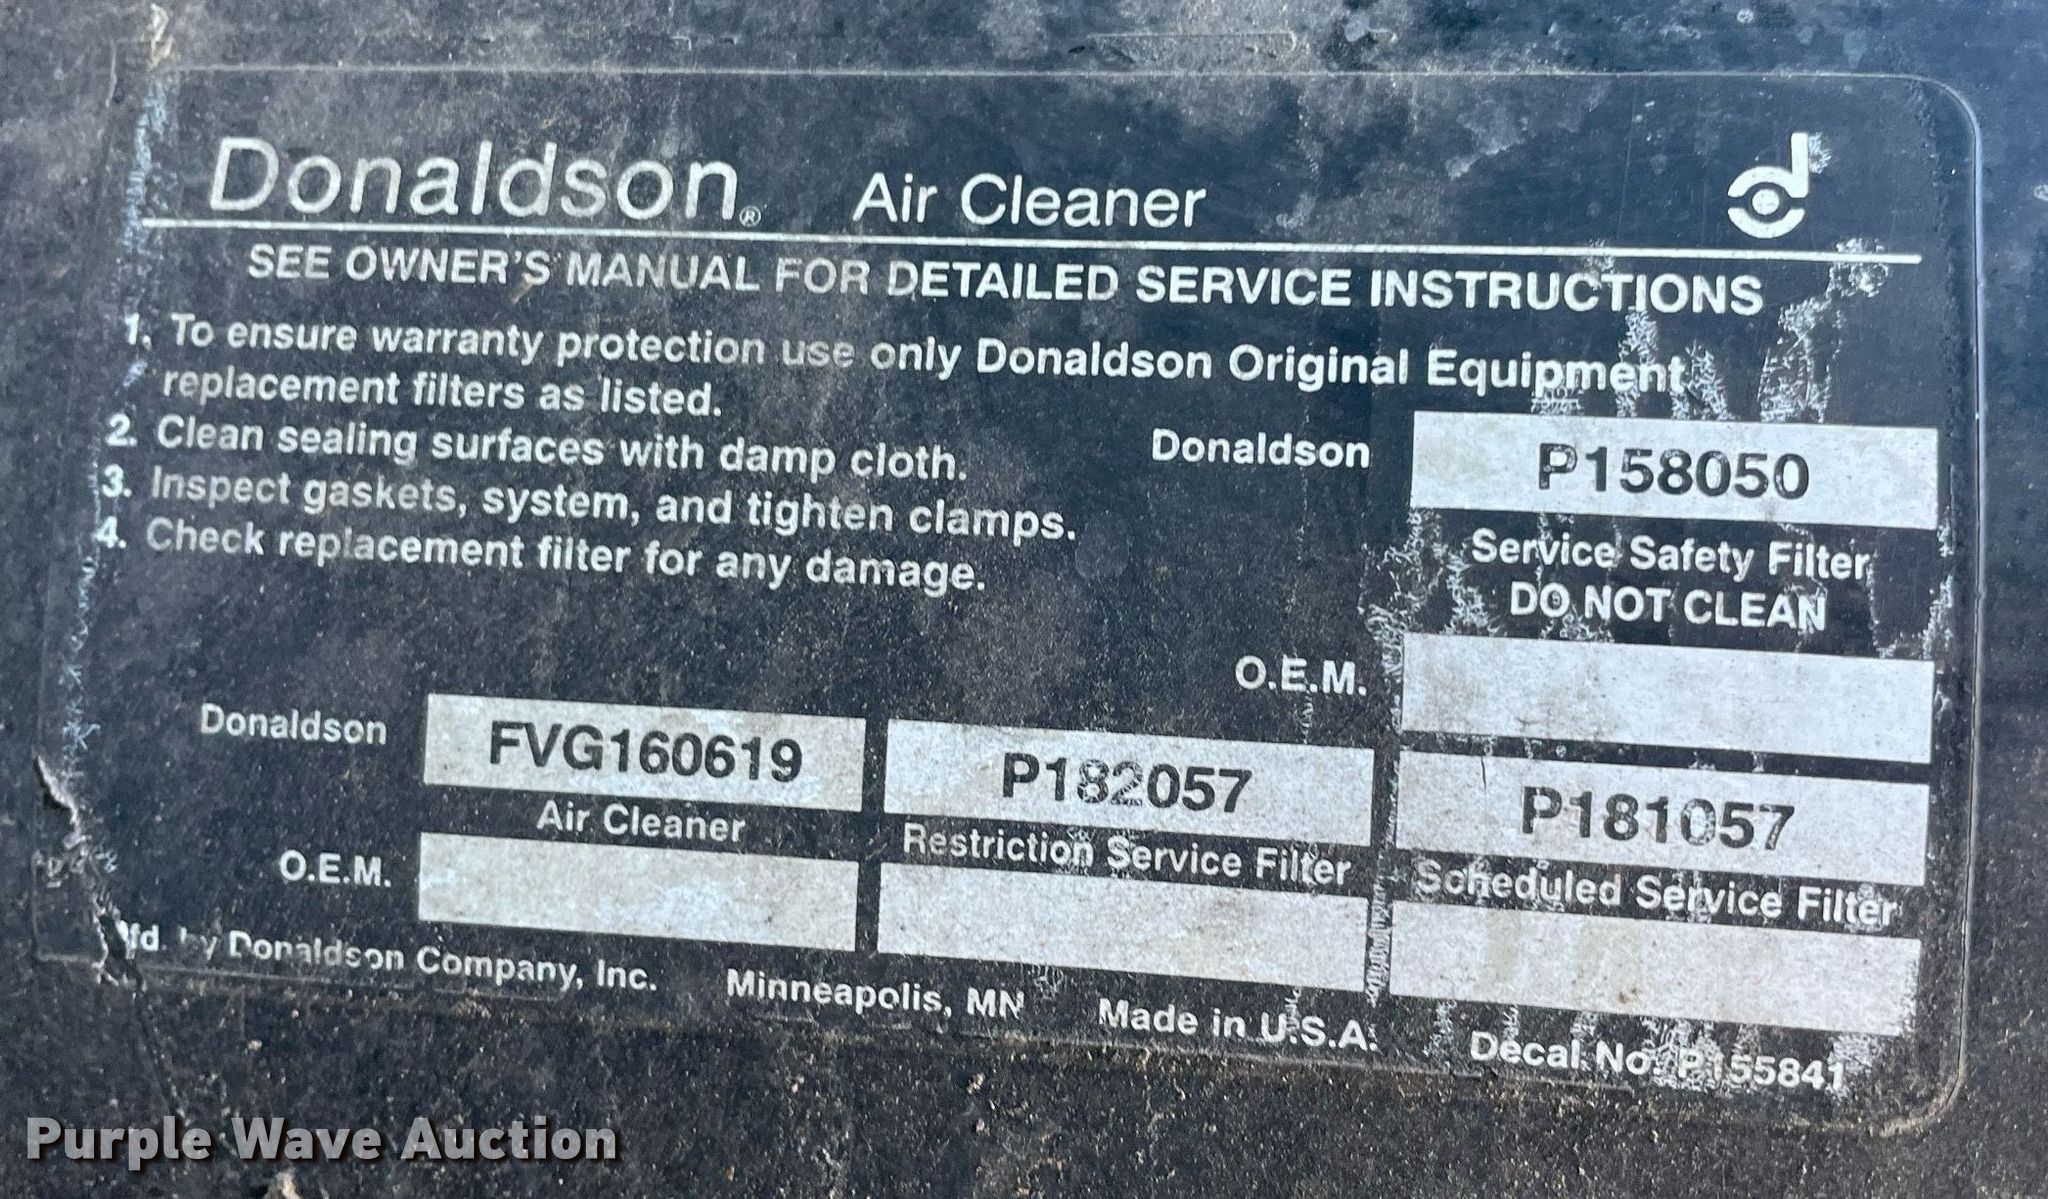 Donaldson® Air Cleaner
SEE OWNER'S MANUAL FOR DETAILED SERVICE INSTRUCTIONS
1. To ensure warranty protection use only Donaldson Original Equipment
replacement filters as listed.
2. Clean sealing surfaces with damp cloth.
3. Inspect gaskets, system, and tighten clamps.
4. Check replacement filter for any damage.
Donaldson P158050
Service Safety Filter
DO NOT CLEAN
O.E.M.
Donaldson FVG160619 P182057 P181057
Air Cleaner Restriction Service Filter Scheduled Service Filter
O.E.M.
Mfd. by Donaldson Company, Inc. Minneapolis, MN Made in U.S.A. Decal No. P155841
Purple Wave Auction